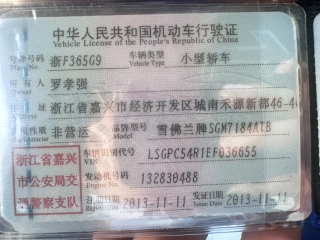 中华人民共和国机动车行驶证
Vehicle License of the People's Republic of China
号牌号码 浙F365G9 车辆类型 小型轿车
Plate No. Vehicle Type
所有人 罗孝强
浙江省嘉兴市经济开发区城南禾源新都46-4
使用性质 非营运 品牌型号 雪佛兰牌SGM7184ATB
车辆识别代号 LSGPC54R1EF036655
VIN
发动机号码 132830488
Engine No.
注册日期 2013-11-11 发证日期 2013-11-11
Issue Date
浙江省嘉兴
市公安局交
通警察支队